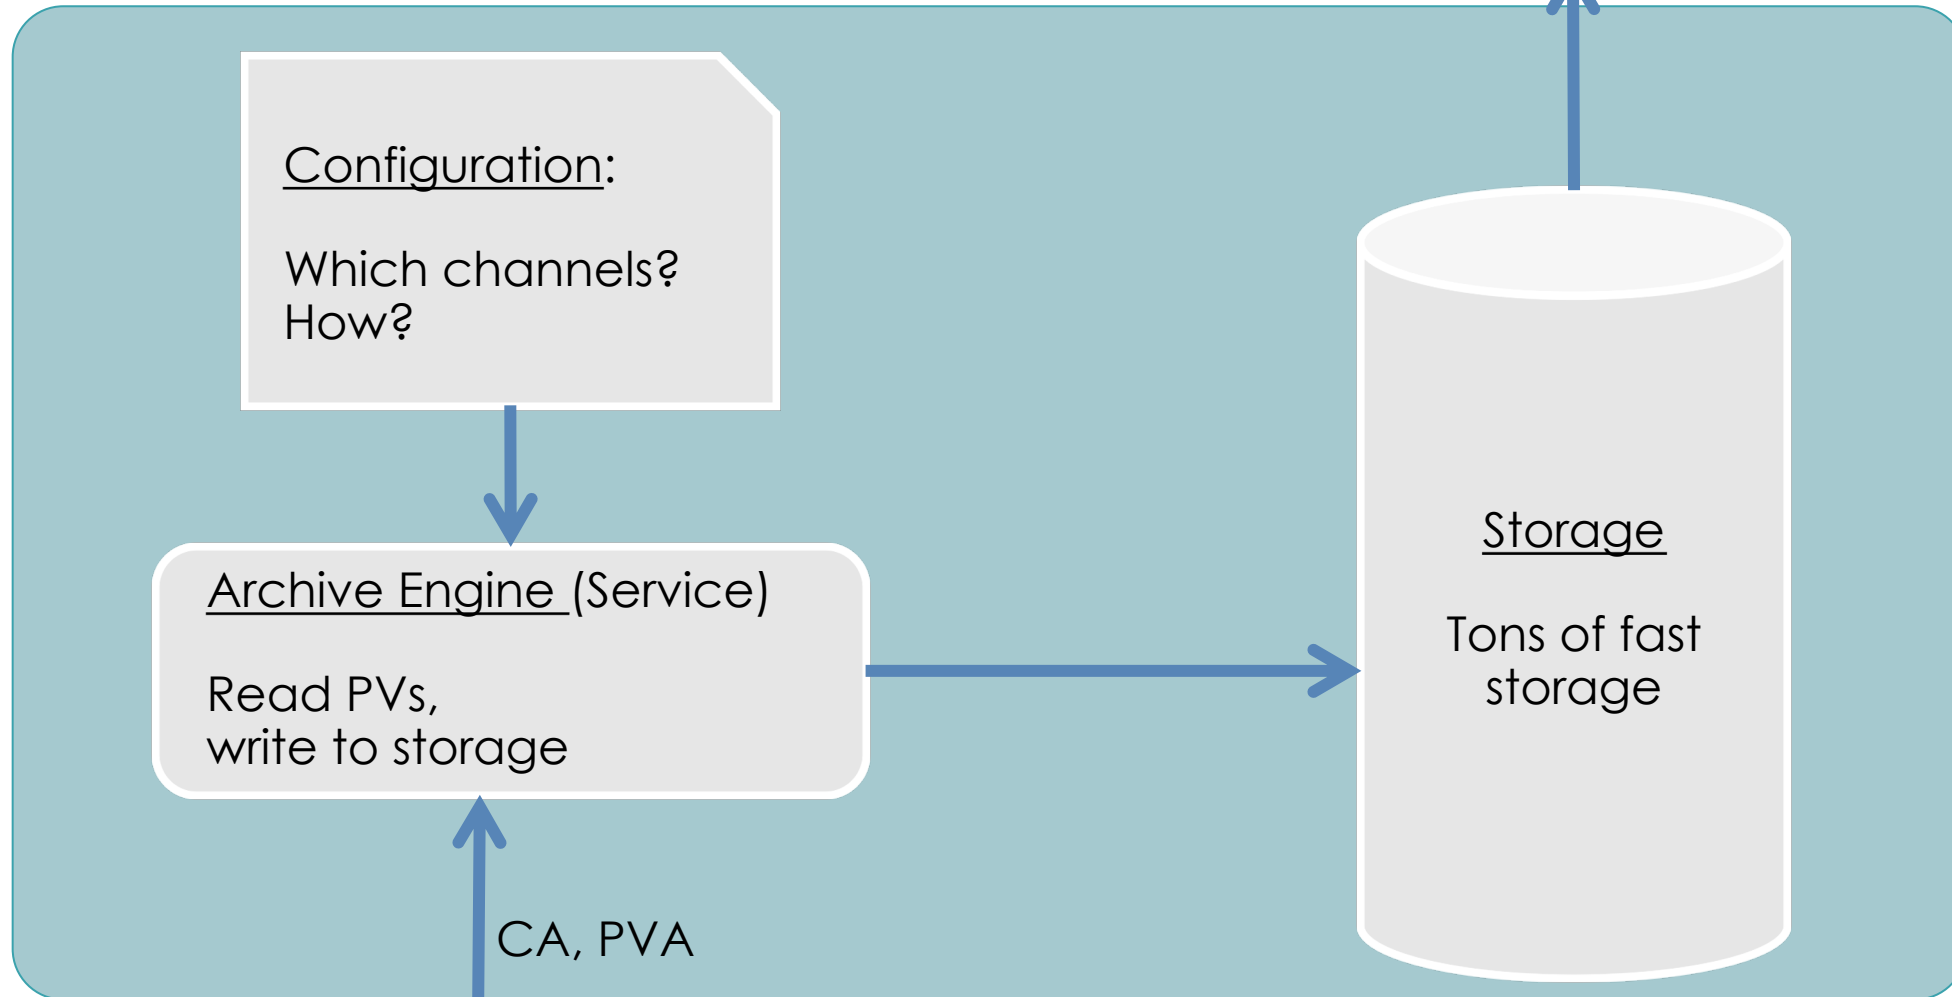 Configuration:
Which channels?
How?
Archive Engine (Service)
Read PVs,
write to storage
CA, PVA
Storage
Tons of fast
storage